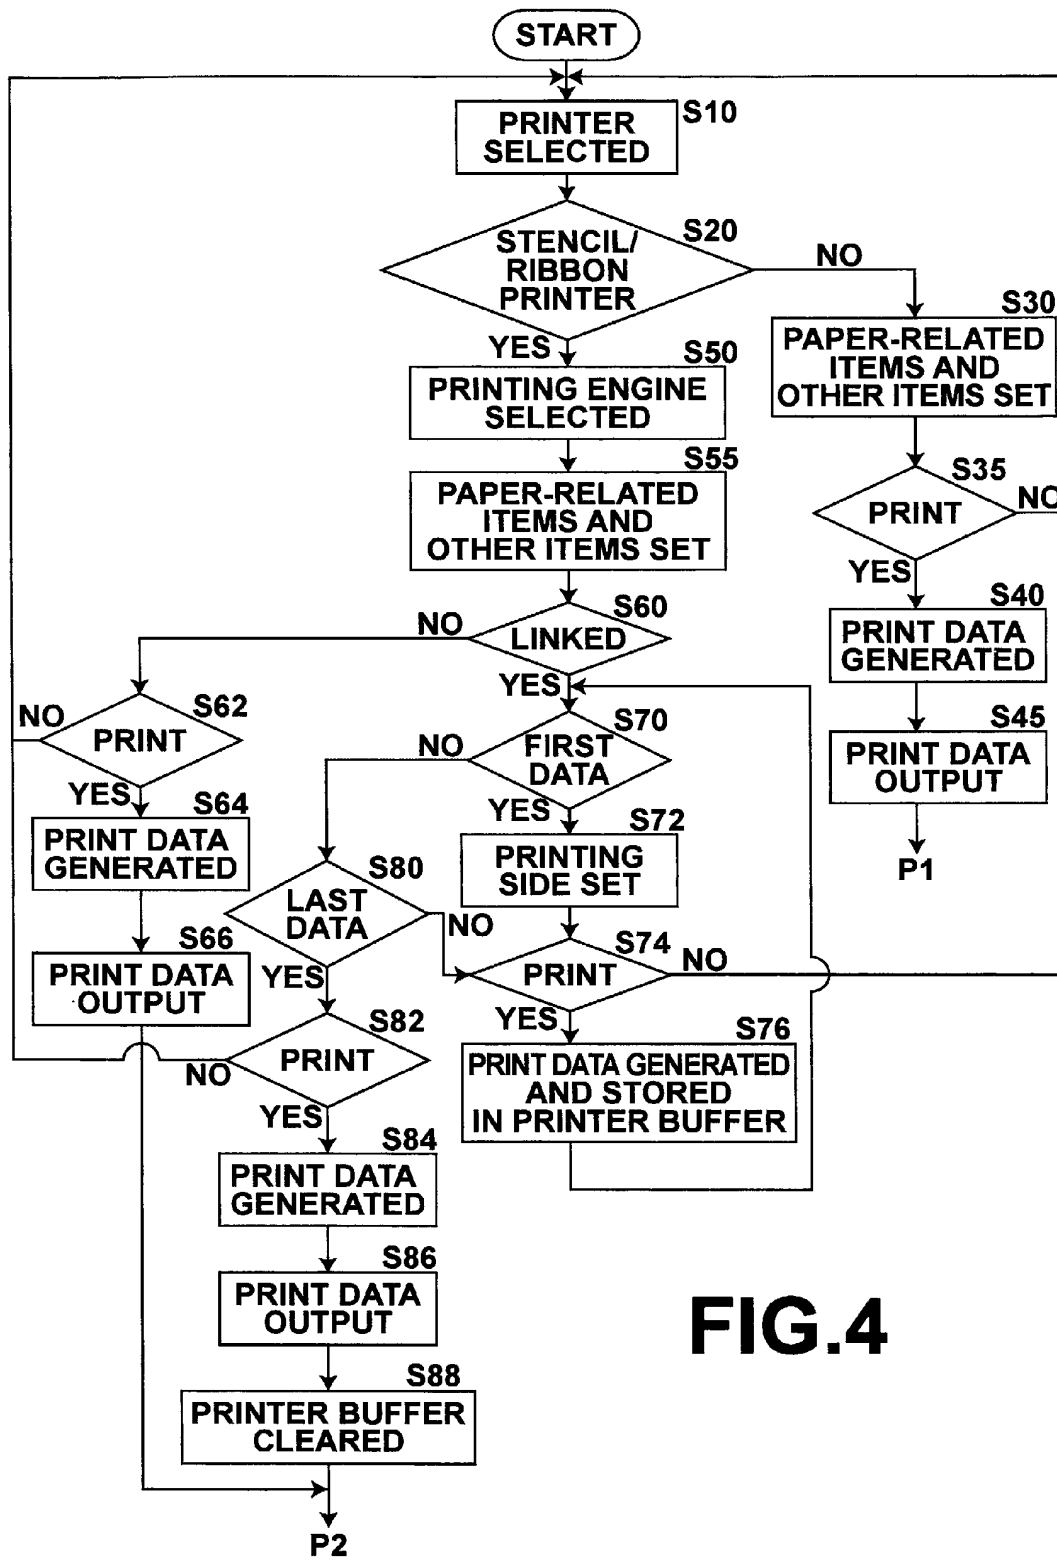 START
S10
PRINTER
SELECTED
S20
STENCIL/
RIBBON
PRINTER
NO
YES
S30
PAPER-RELATED
ITEMS AND
OTHER ITEMS SET
S50
PRINTING ENGINE
SELECTED
S55
PAPER-RELATED
ITEMS AND
OTHER ITEMS SET
S35
PRINT
NO
YES
S40
PRINT DATA
GENERATED
S45
PRINT DATA
OUTPUT
P1
S60
LINKED
NO
YES
S62
PRINT
NO
YES
S64
PRINT DATA
GENERATED
S66
PRINT DATA
OUTPUT
S70
FIRST
DATA
NO
YES
S72
PRINTING
SIDE SET
S80
LAST
DATA
NO
YES
S74
PRINT
NO
YES
S76
PRINT DATA GENERATED
AND STORED
IN PRINTER BUFFER
S82
PRINT
NO
YES
S84
PRINT DATA
GENERATED
S86
PRINT DATA
OUTPUT
S88
PRINTER BUFFER
CLEARED
P2
FIG.4